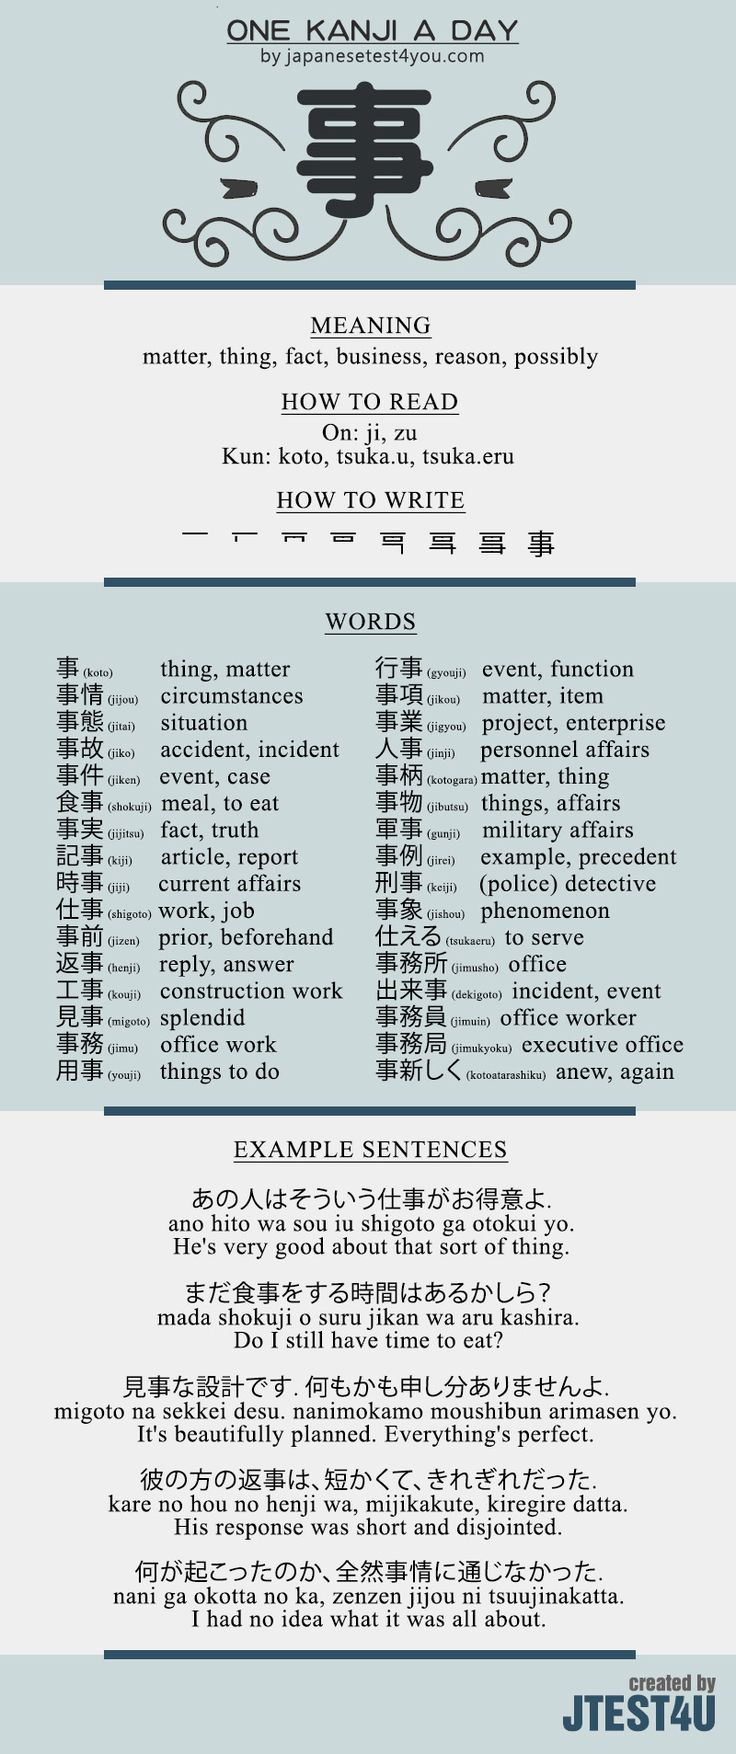 ONE KANJI A DAY
by japanesetest4you.com
事
MEANING
matter, thing, fact, business, reason, possibly
HOW TO READ
On: ji, zu
Kun: koto, tsuka.u, tsuka.eru
HOW TO WRITE
事
WORDS
事 (koto) thing, matter
事情 (jijou) circumstances
事態 (jitai) situation
事故 (jiko) accident, incident
事件 (jiken) event, case
食事 (shokuji) meal, to eat
事実 (jijitsu) fact, truth
記事 (kiji) article, report
時事 (jiji) current affairs
仕事 (shigoto) work, job
事前 (jizen) prior, beforehand
返事 (henji) reply, answer
工事 (kouji) construction work
見事 (migoto) splendid
事務 (jimu) office work
用事 (youji) things to do
行事 (gyouji) event, function
事項 (jikou) matter, item
事業 (jigyou) project, enterprise
人事 (jinji) personnel affairs
事柄 (kotogara) matter, thing
事物 (jibutsu) things, affairs
軍事 (gunji) military affairs
事例 (jirei) example, precedent
刑事 (keiji) (police) detective
事象 (jishou) phenomenon
仕える (tsukaeru) to serve
事務所 (jimusho) office
出来事 (dekigoto) incident, event
事務員 (jimuin) office worker
事務局 (jimukyoku) executive office
事新しく (kotoatarashiku) anew, again
EXAMPLE SENTENCES
あの人はそういう仕事がお得意よ.
ano hito wa sou iu shigoto ga otokui yo.
He's very good about that sort of thing.
まだ食事をする時間はあるかしら?
mada shokuji o suru jikan wa aru kashira.
Do I still have time to eat?
見事な設計です. 何もかも申し分ありませんよ.
migoto na sekkei desu. nanimokamo moushibun arimasen yo.
It's beautifully planned. Everything's perfect.
彼の方の返事は、短かくて、きれぎれだった.
kare no hou no henji wa, mijikakute, kiregire datta.
His response was short and disjointed.
何が起こったのか、全然事情に通じなかった.
nani ga okotta no ka, zenzen jijou ni tsuujinakatta.
I had no idea what it was all about.
created by
JTEST4U